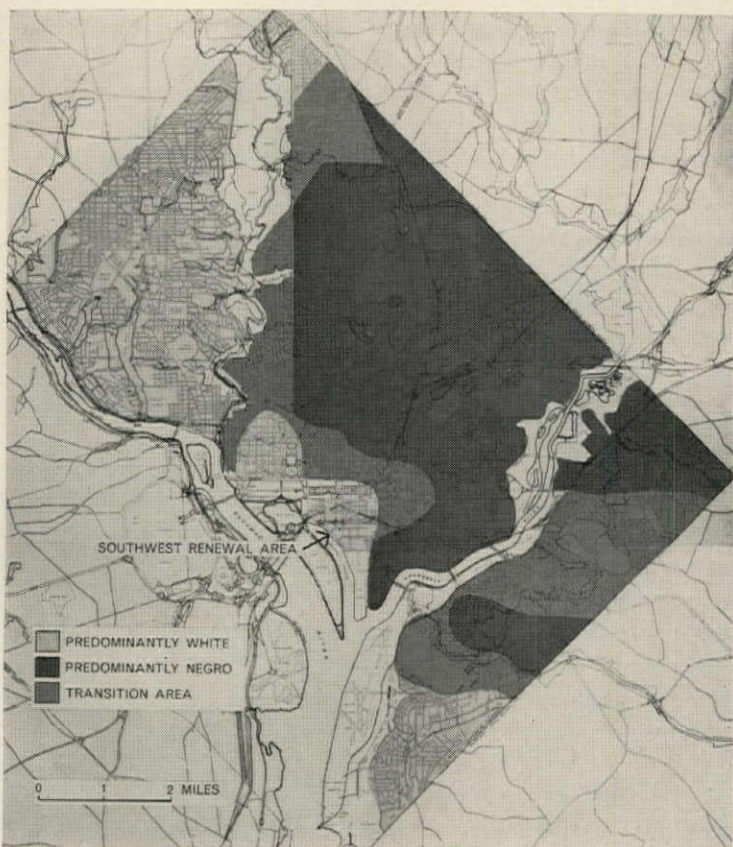 SOUTHWEST RENEWAL AREA
PREDOMINANTLY WHITE
PREDOMINANTLY NEGRO
TRANSITION AREA
0 1 2 MILES